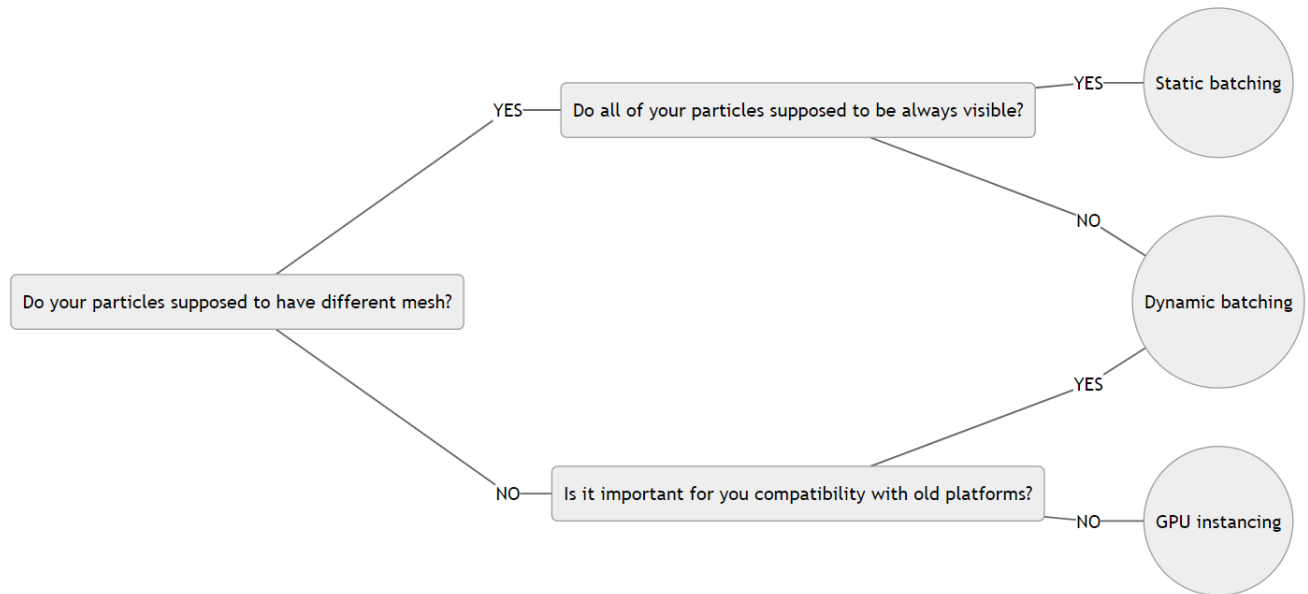 Do your particles supposed to have different mesh?
YES
Do all of your particles supposed to be always visible?
YES
Static batching
NO
Dynamic batching
NO
Is it important for you compatibility with old platforms?
YES
NO
GPU instancing